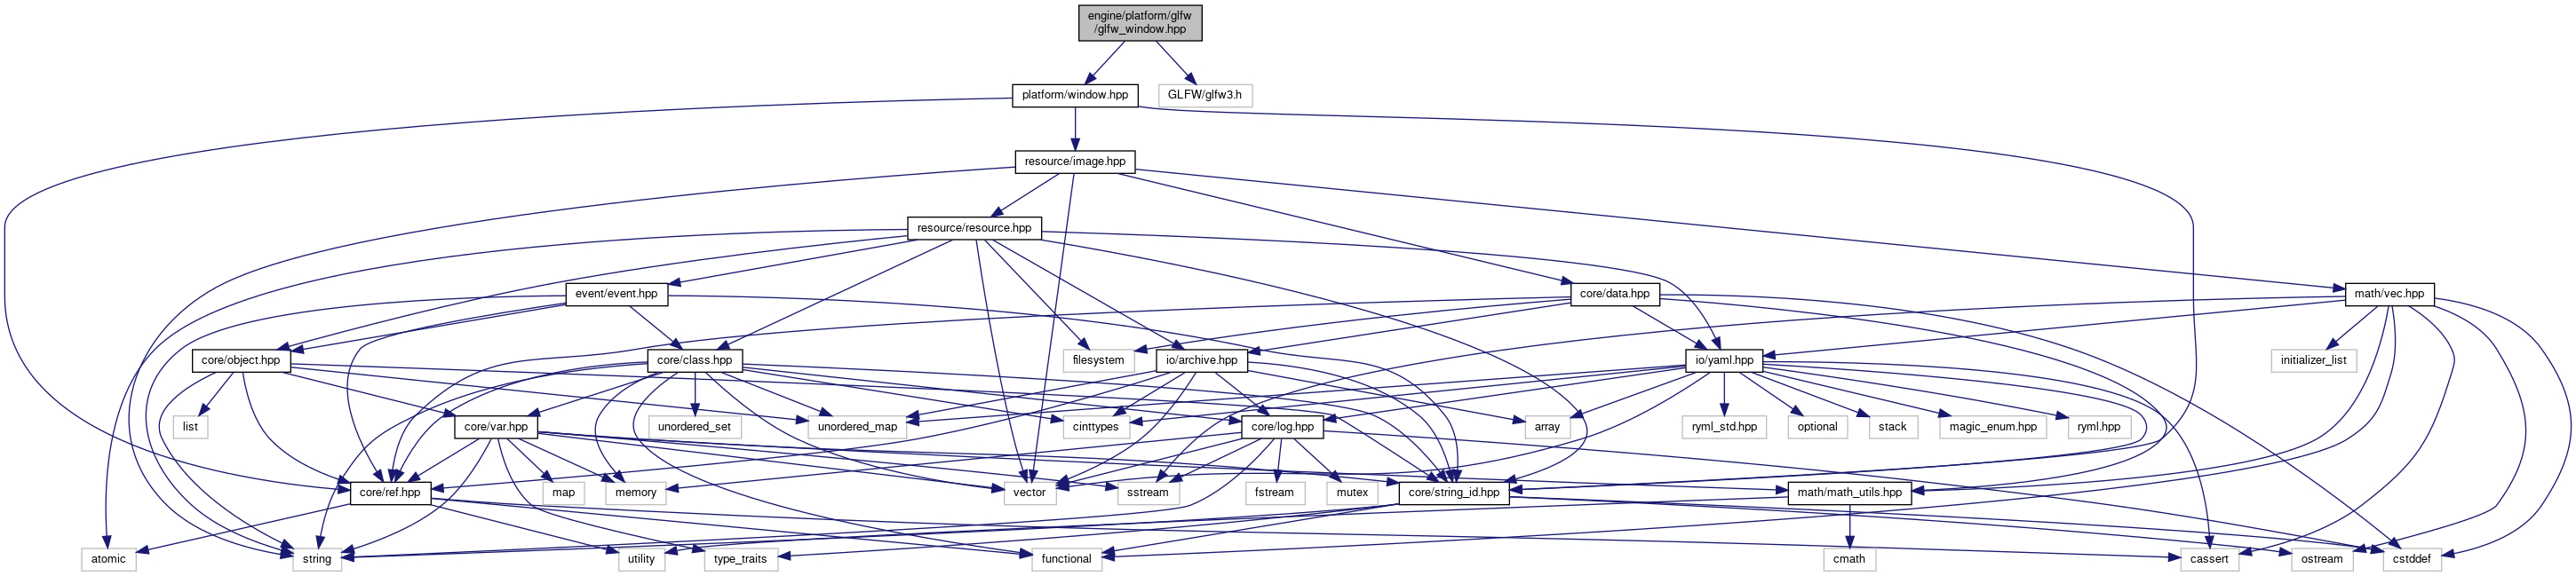 engine/platform/glfw
/glfw_window.hpp
platform/window.hpp
GLFW/glfw3.h
resource/image.hpp
resource/resource.hpp
event/event.hpp
core/data.hpp
math/vec.hpp
core/object.hpp
core/class.hpp
filesystem
io/archive.hpp
io/yaml.hpp
initializer_list
list
core/var.hpp
unordered_set
unordered_map
cinttypes
core/log.hpp
array
ryml_std.hpp
optional
stack
magic_enum.hpp
ryml.hpp
core/ref.hpp
map
memory
vector
sstream
fstream
mutex
core/string_id.hpp
math/math_utils.hpp
atomic
string
utility
type_traits
functional
cmath
cassert
ostream
cstddef